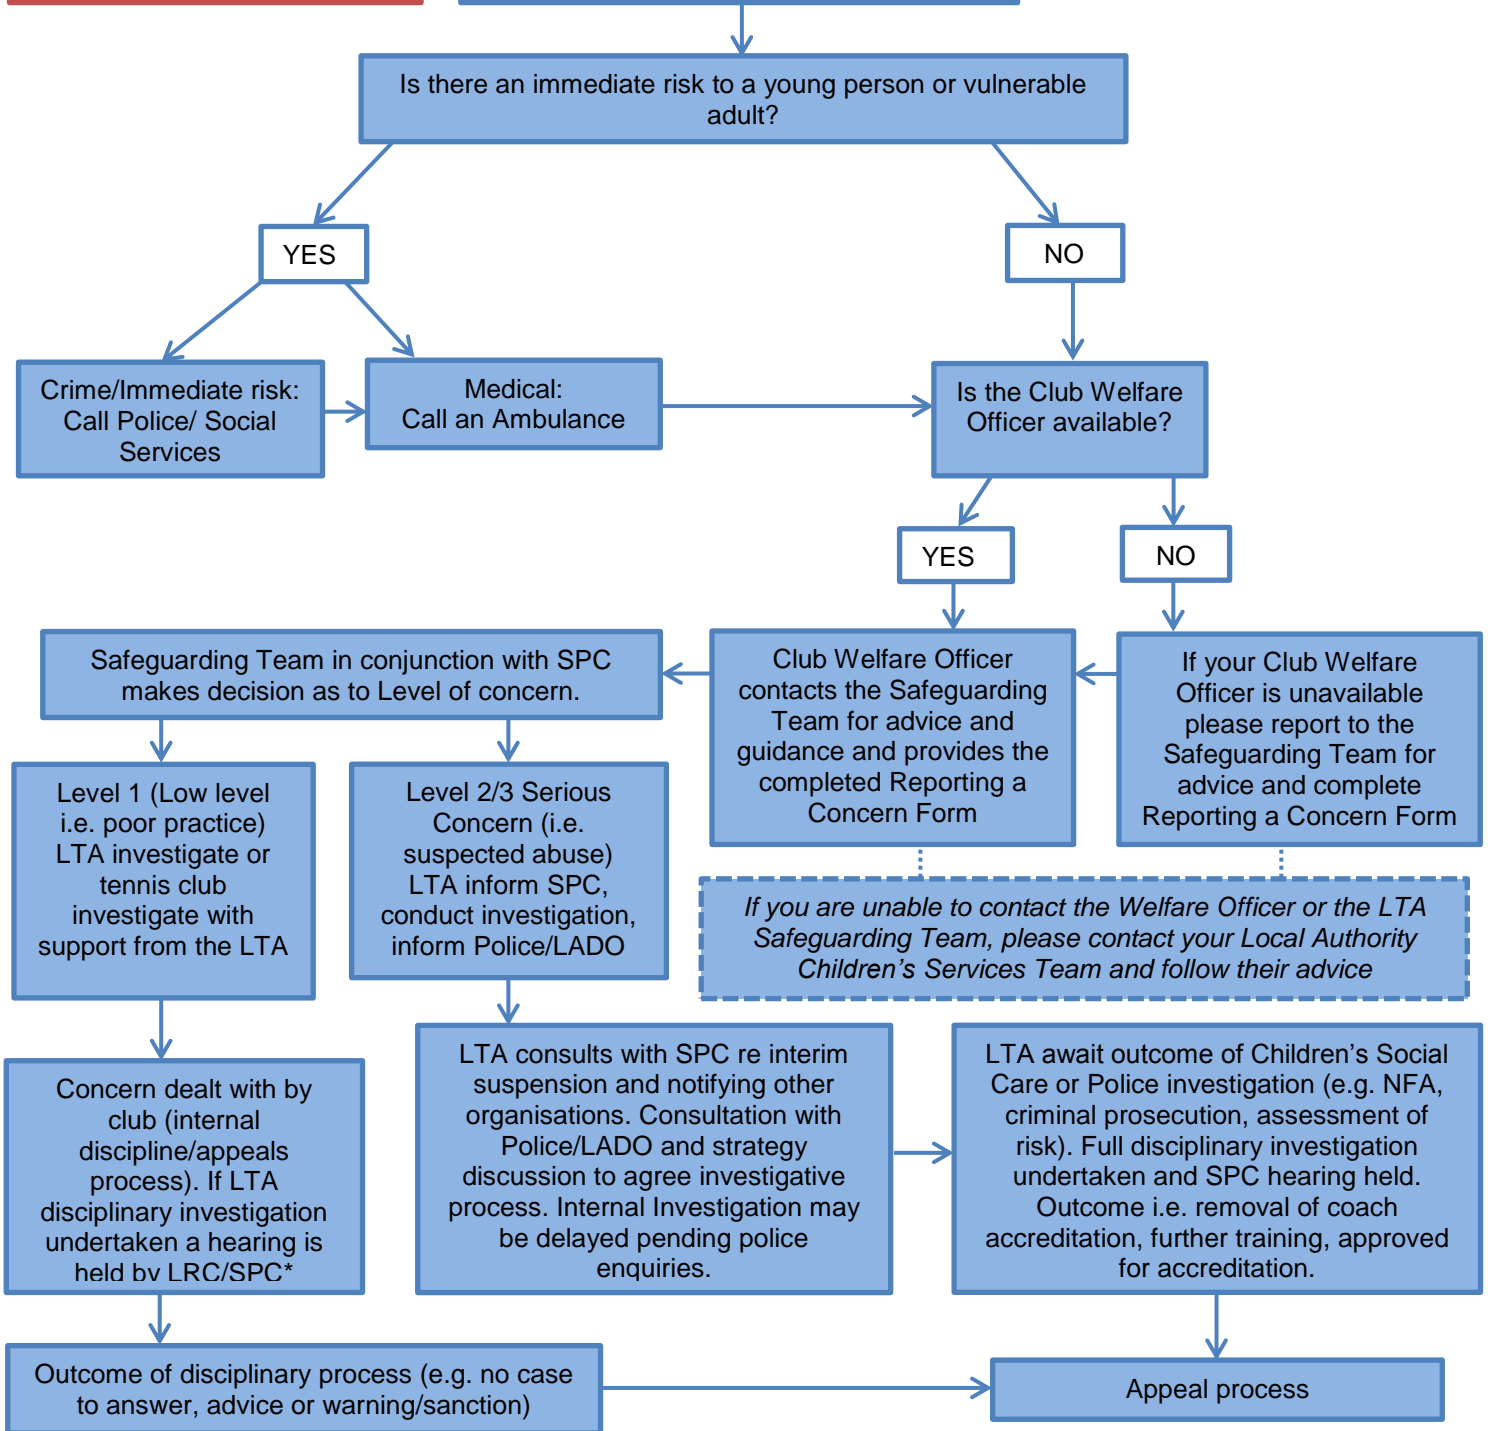 Is there an immediate risk to a young person or vulnerable
adult?
YES
NO
Crime/Immediate risk:
Call Police/ Social
Services
Medical:
Call an Ambulance
Is the Club Welfare
Officer available?
YES
NO
Safeguarding Team in conjunction with SPC
makes decision as to Level of concern.
Club Welfare Officer
contacts the Safeguarding
Team for advice and
guidance and provides the
completed Reporting a
Concern Form
If your Club Welfare
Officer is unavailable
please report to the
Safeguarding Team for
advice and complete
Reporting a Concern Form
Level 1 (Low level
i.e. poor practice)
LTA investigate or
tennis club
investigate with
support from the LTA
Level 2/3 Serious
Concern (i.e.
suspected abuse)
LTA inform SPC,
conduct investigation,
inform Police/LADO
If you are unable to contact the Welfare Officer or the LTA
Safeguarding Team, please contact your Local Authority
Children’s Services Team and follow their advice
Concern dealt with by
club (internal
discipline/appeals
process). If LTA
disciplinary investigation
undertaken a hearing is
held by LRC/SPC*
LTA consults with SPC re interim
suspension and notifying other
organisations. Consultation with
Police/LADO and strategy
discussion to agree investigative
process. Internal Investigation may
be delayed pending police
enquiries.
LTA await outcome of Children’s Social
Care or Police investigation (e.g. NFA,
criminal prosecution, assessment of
risk). Full disciplinary investigation
undertaken and SPC hearing held.
Outcome i.e. removal of coach
accreditation, further training, approved
for accreditation.
Outcome of disciplinary process (e.g. no case
to answer, advice or warning/sanction)
Appeal process